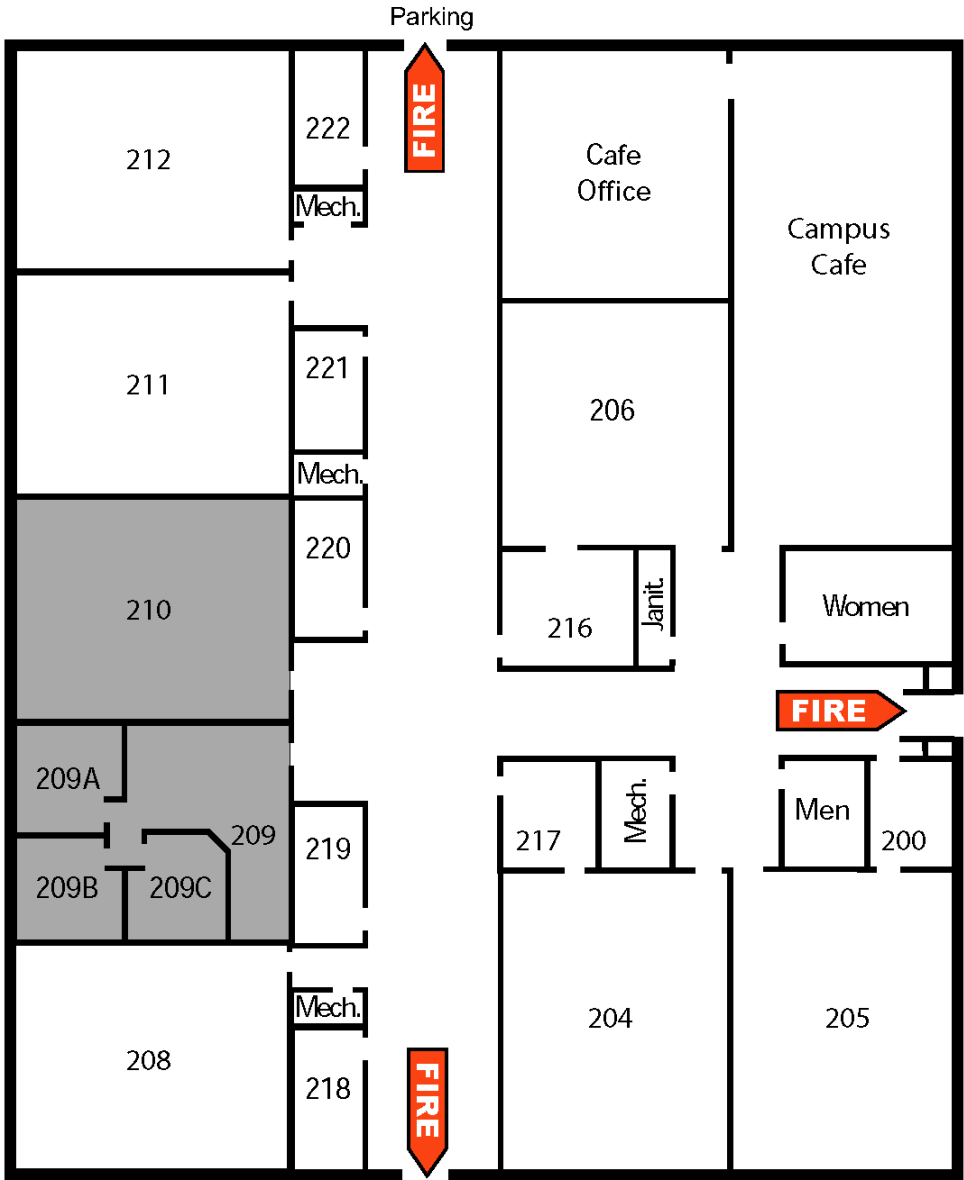 Parking
FIRE
222
212
Cafe
Office
Mech.
Campus
Cafe
221
211
206
Mech.
220
210
Janit.
Women
216
FIRE
209A
Mech.
Men
209
217
200
219
209B
209C
Mech.
204
205
208
218
FIRE